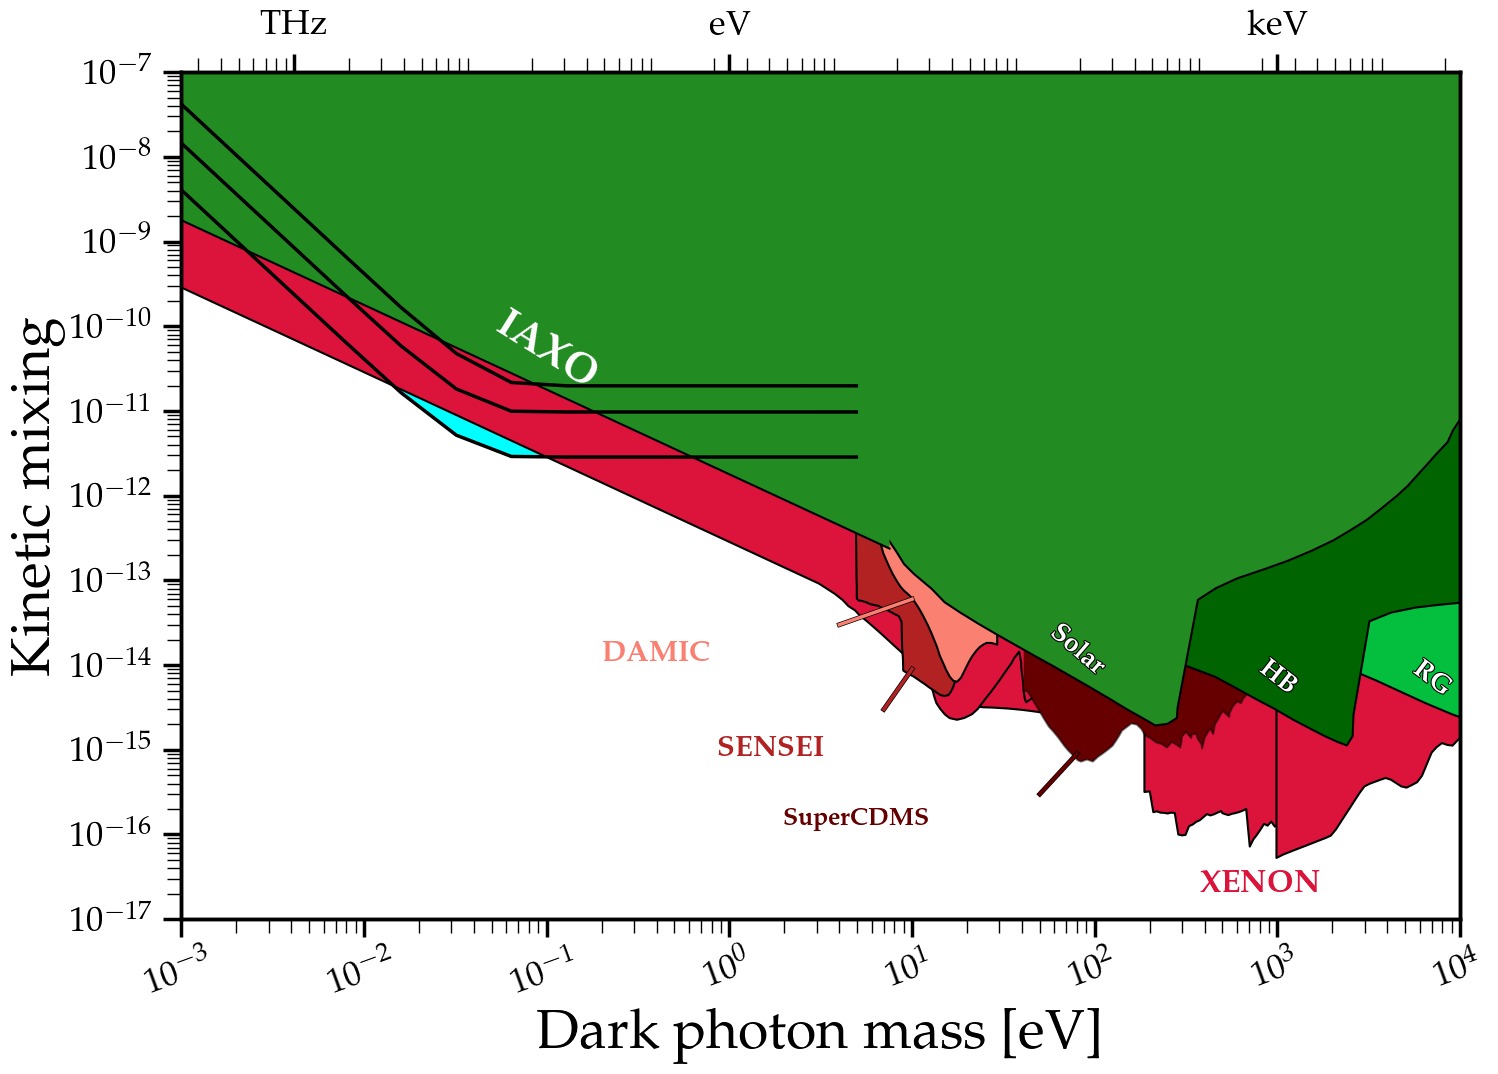 THz eV keV
10⁻⁷
10⁻⁸
10⁻⁹
10⁻¹⁰
10⁻¹¹
10⁻¹²
10⁻¹³
10⁻¹⁴
10⁻¹⁵
10⁻¹⁶
10⁻¹⁷
Kinetic mixing
IAXO
DAMIC
SENSEI
SuperCDMS
Solar
HB
RG
XENON
10⁻³ 10⁻² 10⁻¹ 10⁰ 10¹ 10² 10³ 10⁴
Dark photon mass [eV]